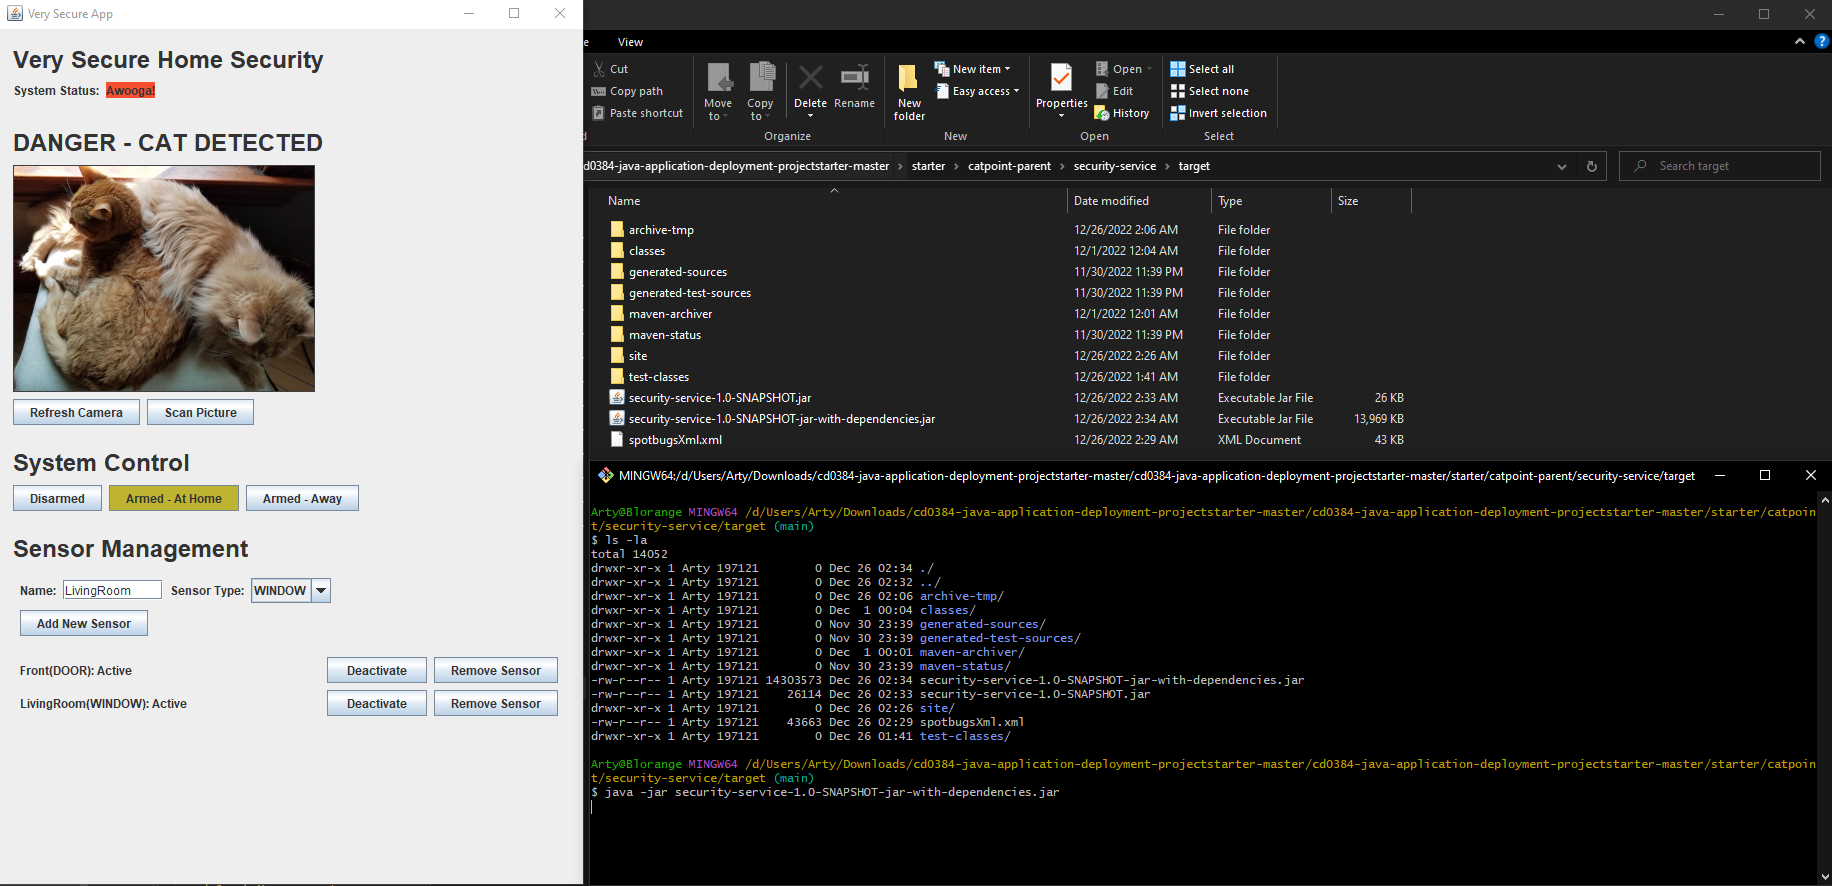 Very Secure App
Very Secure Home Security
System Status: Awooga!
DANGER - CAT DETECTED
Refresh Camera
Scan Picture
System Control
Disarmed
Armed - At Home
Armed - Away
Sensor Management
Name: LivingRoom Sensor Type: WINDOW
Add New Sensor
Front(DOOR): Active Deactivate Remove Sensor
LivingRoom(WINDOW): Active Deactivate Remove Sensor
View
Cut
Copy path
Paste shortcut
Move to
Copy to
Delete
Rename
Organize
New folder
New item
Easy access
New
Properties
Open
Edit
History
Open
Select all
Select none
Invert selection
Select
cd0384-java-application-deployment-projectstarter-master › starter › catpoint-parent › security-service › target
Search target
Name Date modified Type Size
archive-tmp 12/26/2022 2:06 AM File folder
classes 12/1/2022 12:04 AM File folder
generated-sources 11/30/2022 11:39 PM File folder
generated-test-sources 11/30/2022 11:39 PM File folder
maven-archiver 12/1/2022 12:01 AM File folder
maven-status 11/30/2022 11:39 PM File folder
site 12/26/2022 2:26 AM File folder
test-classes 12/26/2022 1:41 AM File folder
security-service-1.0-SNAPSHOT.jar 12/26/2022 2:33 AM Executable Jar File 26 KB
security-service-1.0-SNAPSHOT-jar-with-dependencies.jar 12/26/2022 2:34 AM Executable Jar File 13,969 KB
spotbugsXml.xml 12/26/2022 2:29 AM XML Document 43 KB
MINGW64:/d/Users/Arty/Downloads/cd0384-java-application-deployment-projectstarter-master/cd0384-java-application-deployment-projectstarter-master/starter/catpoint-parent/security-service/target
Arty@Blorange MINGW64 /d/Users/Arty/Downloads/cd0384-java-application-deployment-projectstarter-master/cd0384-java-application-deployment-projectstarter-master/starter/catpoin
t/security-service/target (main)
$ ls -la
total 14052
drwxr-xr-x 1 Arty 197121 0 Dec 26 02:34 ./
drwxr-xr-x 1 Arty 197121 0 Dec 26 02:32 ../
drwxr-xr-x 1 Arty 197121 0 Dec 26 02:06 archive-tmp/
drwxr-xr-x 1 Arty 197121 0 Dec 1 00:04 classes/
drwxr-xr-x 1 Arty 197121 0 Nov 30 23:39 generated-sources/
drwxr-xr-x 1 Arty 197121 0 Nov 30 23:39 generated-test-sources/
drwxr-xr-x 1 Arty 197121 0 Dec 1 00:01 maven-archiver/
drwxr-xr-x 1 Arty 197121 0 Nov 30 23:39 maven-status/
-rw-r--r-- 1 Arty 197121 14303573 Dec 26 02:34 security-service-1.0-SNAPSHOT-jar-with-dependencies.jar
-rw-r--r-- 1 Arty 197121 26114 Dec 26 02:33 security-service-1.0-SNAPSHOT.jar
drwxr-xr-x 1 Arty 197121 0 Dec 26 02:26 site/
-rw-r--r-- 1 Arty 197121 43663 Dec 26 02:29 spotbugsXml.xml
drwxr-xr-x 1 Arty 197121 0 Dec 26 01:41 test-classes/
Arty@Blorange MINGW64 /d/Users/Arty/Downloads/cd0384-java-application-deployment-projectstarter-master/cd0384-java-application-deployment-projectstarter-master/starter/catpoin
t/security-service/target (main)
$ java -jar security-service-1.0-SNAPSHOT-jar-with-dependencies.jar